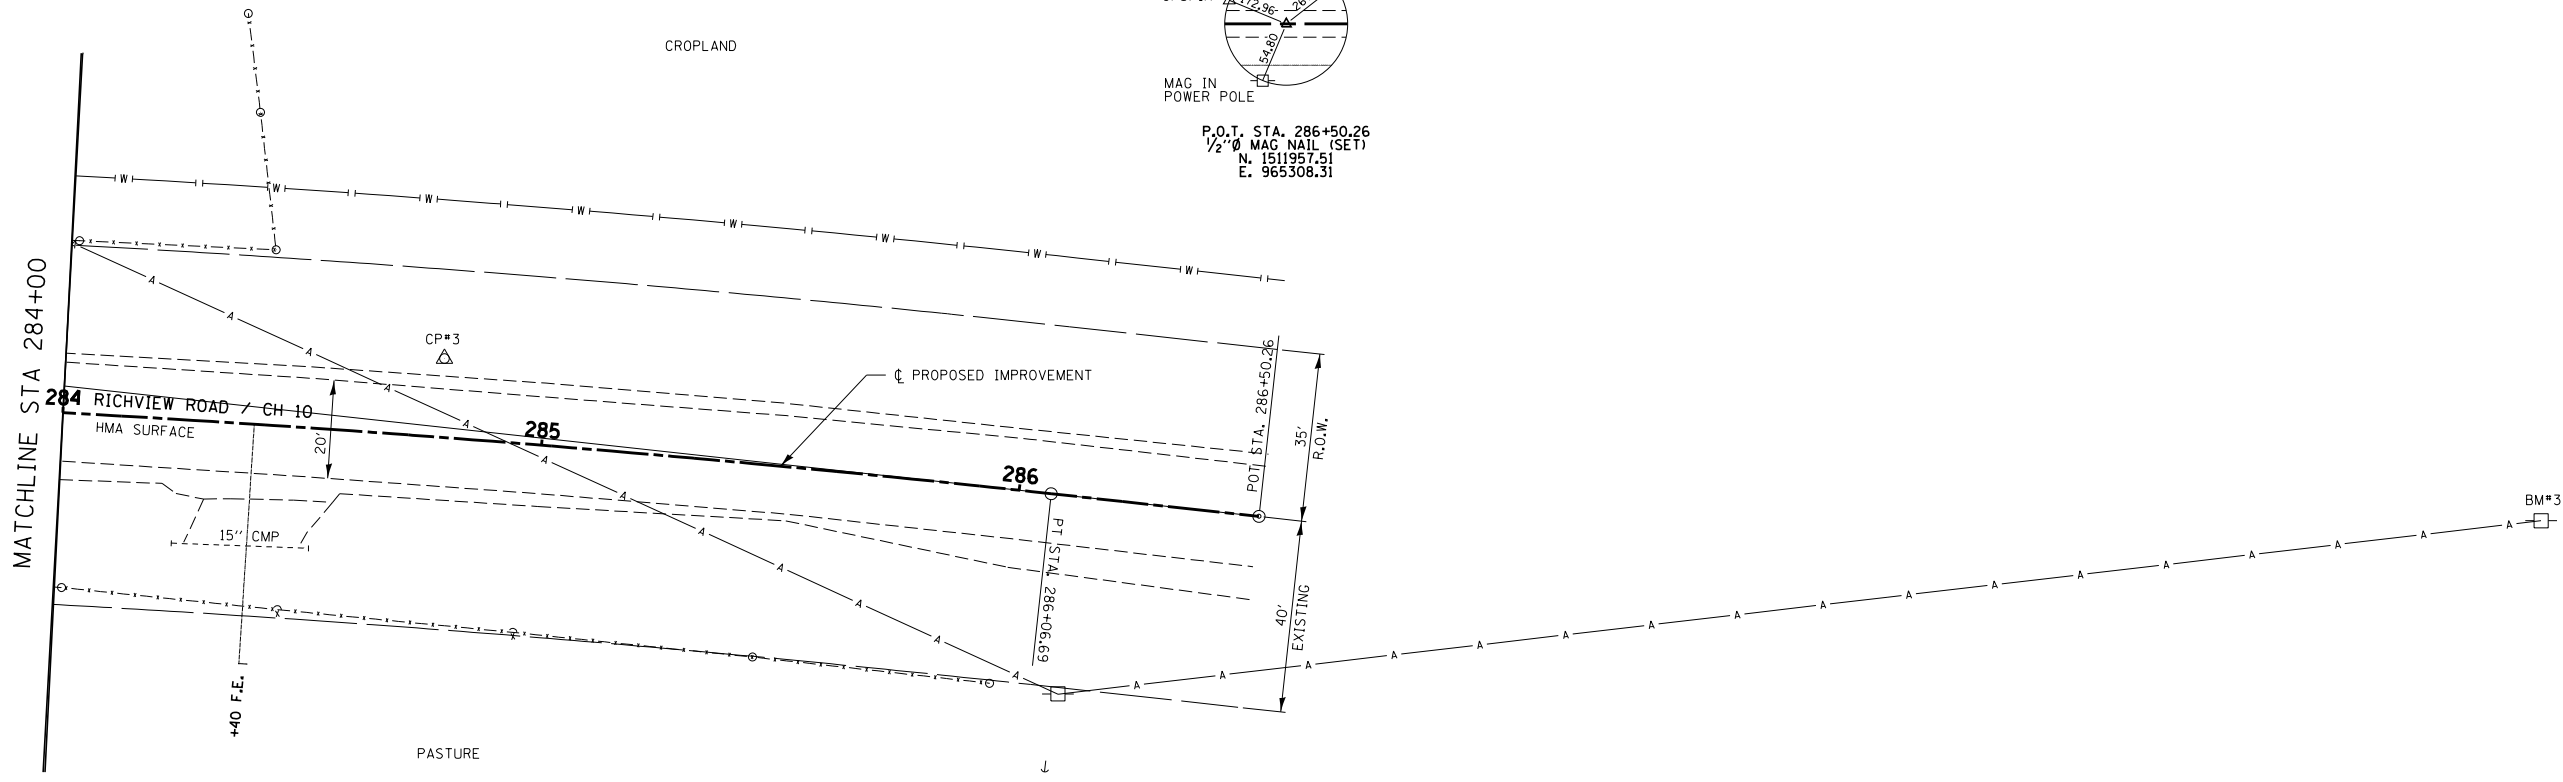 CROPLAND
172.96
54.80
MAG IN
POWER POLE
P.O.T. STA. 286+50.26
1/2"Ø MAG NAIL (SET)
N. 1511957.51
E. 965308.31
W W W W W W W W
MATCHLINE STA 284+00
CP#3
℄ PROPOSED IMPROVEMENT
284 RICHVIEW ROAD / CH 10
HMA SURFACE
20'
285
286
POT STA. 286+50.26
35'
R.O.W.
BM#3
15" CMP
PT STA. 286+06.69
40'
EXISTING
+40 F.E.
A A A A A A A A A A A A
A A A A A A A A A A A A A A A A A
PASTURE